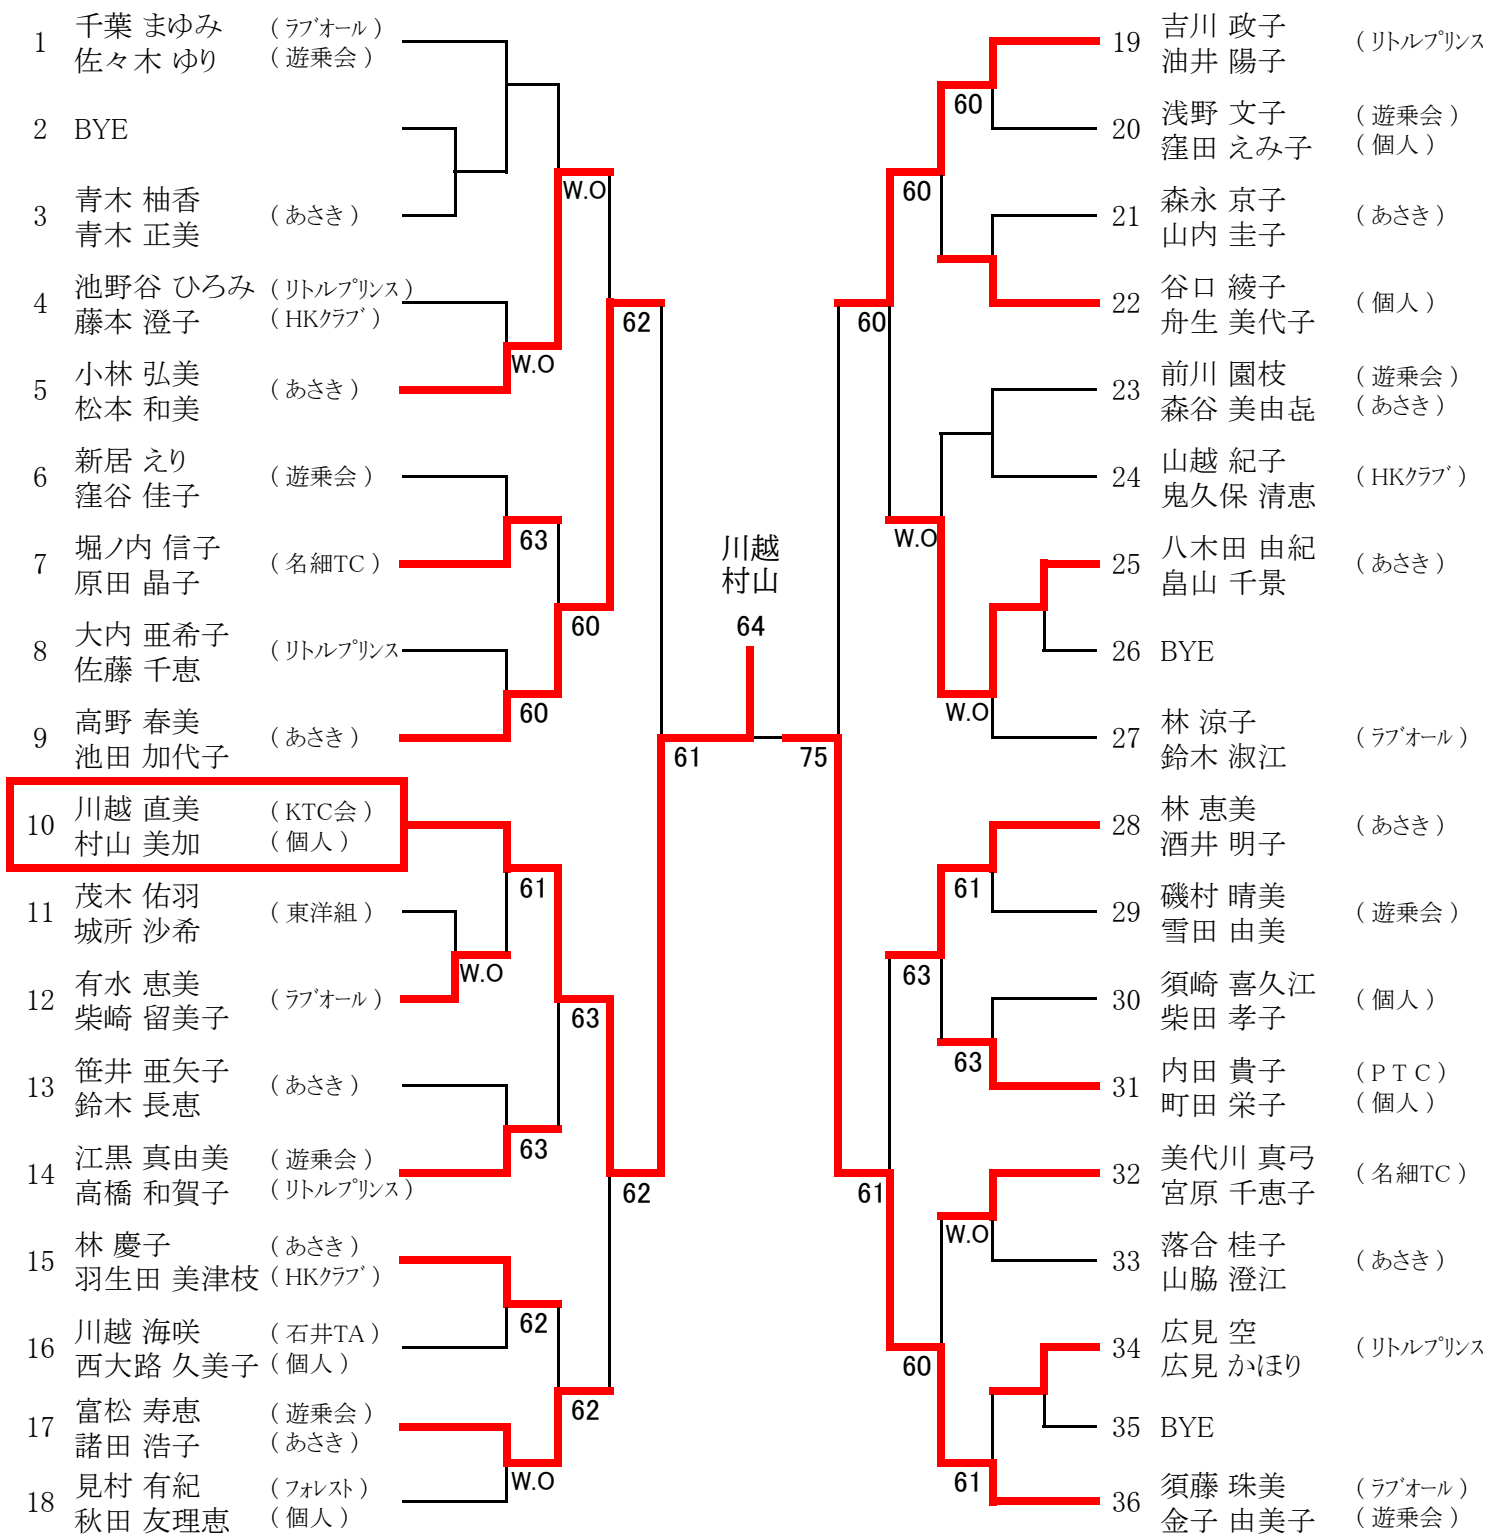 1 千葉 まゆみ (ラブオール)
佐々木 ゆり (遊乗会)
2 BYE
3 青木 柚香 (あさき)
青木 正美
4 池野谷 ひろみ (リトルプリンス)
藤本 澄子 (HKクラブ)
5 小林 弘美 (あさき)
松本 和美
6 新居 えり (遊乗会)
窪谷 佳子
7 堀ノ内 信子 (名細TC)
原田 晶子
8 大内 亜希子 (リトルプリンス
佐藤 千恵
9 高野 春美 (あさき)
池田 加代子
10 川越 直美 (KTC会)
村山 美加 (個人)
11 茂木 佑羽 (東洋組)
城所 沙希
12 有水 恵美 (ラブオール)
柴崎 留美子
13 笹井 亜矢子 (あさき)
鈴木 長恵
14 江黒 真由美 (遊乗会)
高橋 和賀子 (リトルプリンス)
15 林 慶子 (あさき)
羽生田 美津枝 (HKクラブ)
16 川越 海咲 (石井TA)
西大路 久美子 (個人)
17 富松 寿恵 (遊乗会)
諸田 浩子 (あさき)
18 見村 有紀 (フォレスト)
秋田 友理恵 (個人)
W.O
W.O
63
60
61
W.O
63
62
W.O
60
63
62
62
62
61
川越
村山
64
75
60
61
60
W.O
63
60
60
W.O
61
63
W.O
61
19 吉川 政子 (リトルプリンス
油井 陽子
20 浅野 文子 (遊乗会)
窪田 えみ子 (個人)
21 森永 京子 (あさき)
山内 圭子
22 谷口 綾子 (個人)
舟生 美代子
23 前川 園枝 (遊乗会)
森谷 美由㐂 (あさき)
24 山越 紀子 (HKクラブ)
鬼久保 清恵
25 八木田 由紀 (あさき)
畠山 千景
26 BYE
27 林 涼子 (ラブオール)
鈴木 淑江
28 林 恵美 (あさき)
酒井 明子
29 磯村 晴美 (遊乗会)
雪田 由美
30 須崎 喜久江 (個人)
柴田 孝子
31 内田 貴子 (PTC)
町田 栄子 (個人)
32 美代川 真弓 (名細TC)
宮原 千恵子
33 落合 桂子 (あさき)
山脇 澄江
34 広見 空 (リトルプリンス
広見 かほり
35 BYE
36 須藤 珠美 (ラブオール)
金子 由美子 (遊乗会)